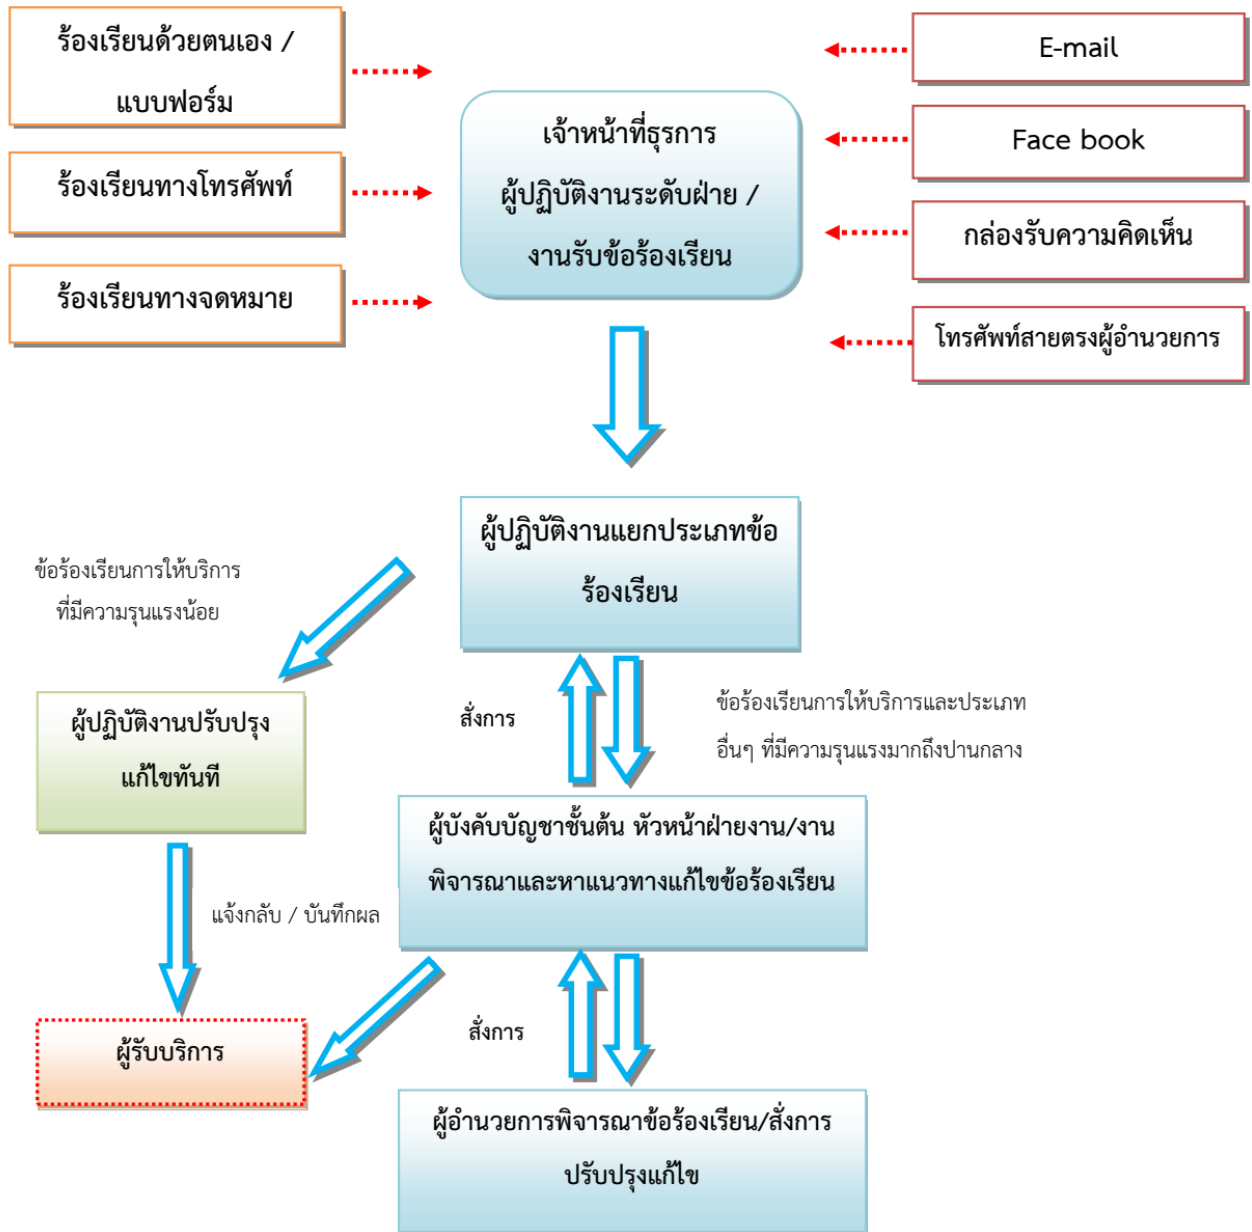 ร้องเรียนด้วยตนเอง /
แบบฟอร์ม
ร้องเรียนทางโทรศัพท์
ร้องเรียนทางจดหมาย
เจ้าหน้าที่ธุรการ
ผู้ปฏิบัติงานระดับฝ่าย /
งานรับข้อร้องเรียน
E-mail
Face book
กล่องรับความคิดเห็น
โทรศัพท์สายตรงผู้อำนวยการ
ผู้ปฏิบัติงานแยกประเภทข้อ
ร้องเรียน
ข้อร้องเรียนการให้บริการ
ที่มีความรุนแรงน้อย
ผู้ปฏิบัติงานปรับปรุง
แก้ไขทันที
สั่งการ
ข้อร้องเรียนการให้บริการและประเภท
อื่นๆ ที่มีความรุนแรงมากถึงปานกลาง
ผู้บังคับบัญชาชั้นต้น หัวหน้าฝ่ายงาน/งาน
พิจารณาและหาแนวทางแก้ไขข้อร้องเรียน
แจ้งกลับ / บันทึกผล
ผู้รับบริการ
สั่งการ
ผู้อำนวยการพิจารณาข้อร้องเรียน/สั่งการ
ปรับปรุงแก้ไข